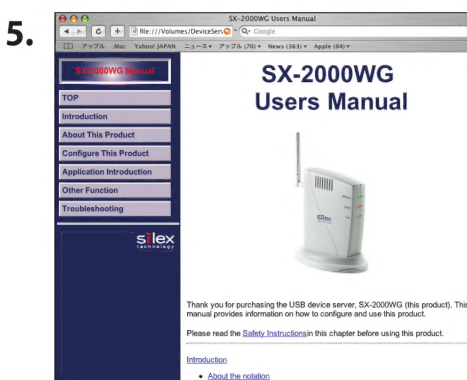 5.
SX-2000WG Users Manual
file:///Volumes/DeviceServ
Google
アップル .Mac Yahoo! JAPAN ニュース アップル (70) News (363) Apple (84)
SX-2000WG Manual
TOP
Introduction
About This Product
Configure This Product
Application Introduction
Other Function
Troubleshooting
silex
technology
SX-2000WG
Users Manual
silex
Thank you for purchasing the USB device server, SX-2000WG (this product). This
manual provides information on how to configure and use this product.
Please read the Safety Instructionsin this chapter before using this product.
Introduction
• About the notation